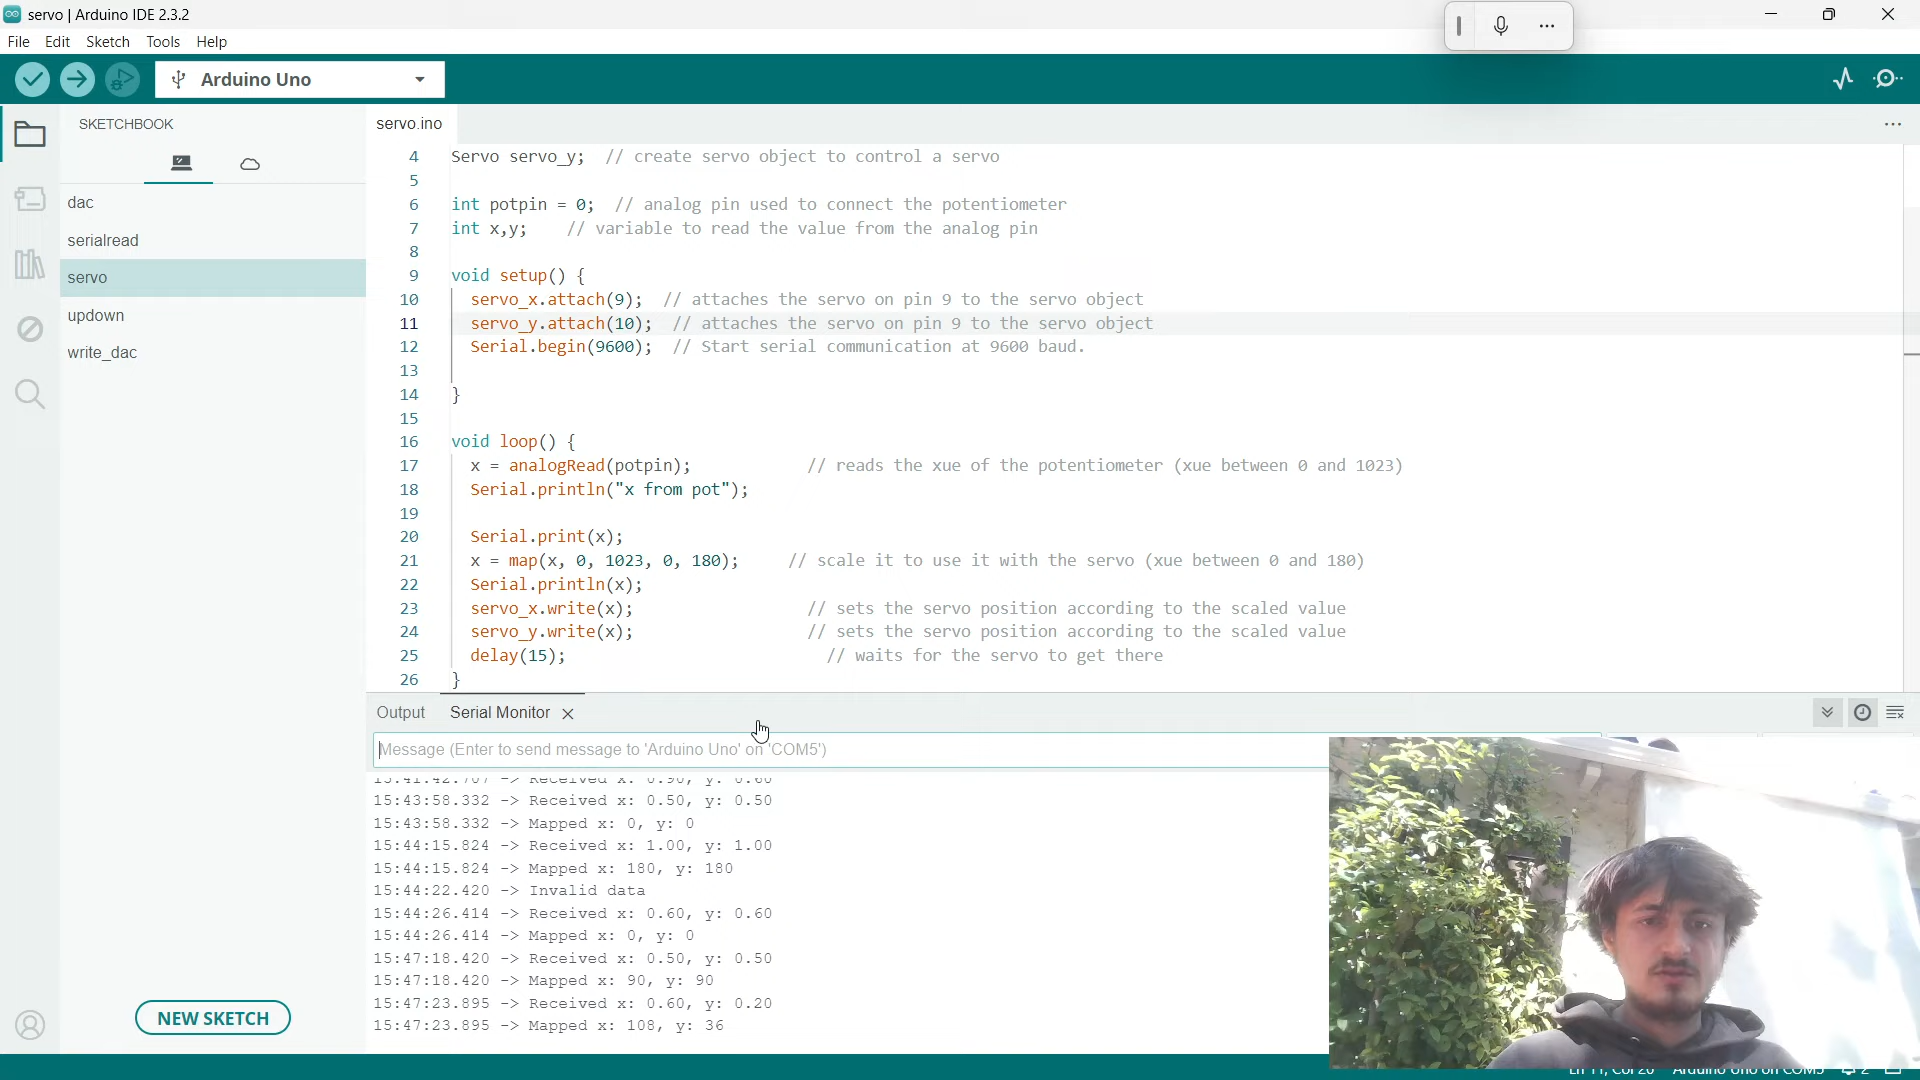 servo | Arduino IDE 2.3.2
File Edit Sketch Tools Help
Arduino Uno
SKETCHBOOK
dac
serialread
servo
updown
write_dac
NEW SKETCH
servo.ino
4 Servo servo_y; // create servo object to control a servo
5
6 int potpin = 0; // analog pin used to connect the potentiometer
7 int x,y; // variable to read the value from the analog pin
8
9 void setup() {
10 servo_x.attach(9); // attaches the servo on pin 9 to the servo object
11 servo_y.attach(10); // attaches the servo on pin 9 to the servo object
12 Serial.begin(9600); // Start serial communication at 9600 baud.
13
14 }
15
16 void loop() {
17 x = analogRead(potpin); // reads the xue of the potentiometer (xue between 0 and 1023)
18 Serial.println("x from pot");
19
20 Serial.print(x);
21 x = map(x, 0, 1023, 0, 180); // scale it to use it with the servo (xue between 0 and 180)
22 Serial.println(x);
23 servo_x.write(x); // sets the servo position according to the scaled value
24 servo_y.write(x); // sets the servo position according to the scaled value
25 delay(15); // waits for the servo to get there
26 }
Output Serial Monitor
Message (Enter to send message to 'Arduino Uno' on 'COM5')
15:41:42.707 -> Received x: 0.90, y: 0.60
15:43:58.332 -> Received x: 0.50, y: 0.50
15:43:58.332 -> Mapped x: 0, y: 0
15:44:15.824 -> Received x: 1.00, y: 1.00
15:44:15.824 -> Mapped x: 180, y: 180
15:44:22.420 -> Invalid data
15:44:26.414 -> Received x: 0.60, y: 0.60
15:44:26.414 -> Mapped x: 0, y: 0
15:47:18.420 -> Received x: 0.50, y: 0.50
15:47:18.420 -> Mapped x: 90, y: 90
15:47:23.895 -> Received x: 0.60, y: 0.20
15:47:23.895 -> Mapped x: 108, y: 36
Ln 11, Col 20 Arduino Uno on COM5 2